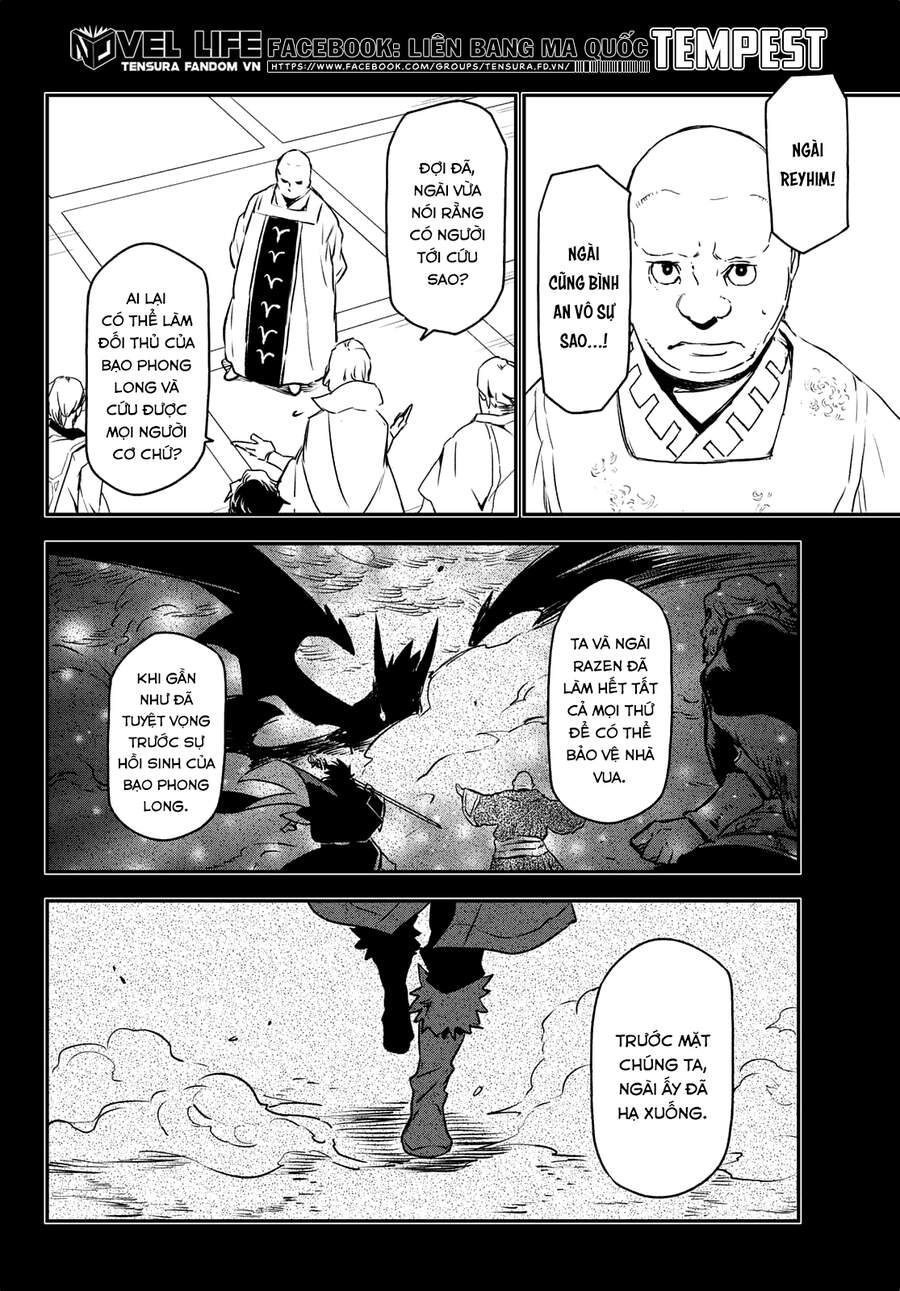 NOVEL LIFE
TENSURA FANDOM VN
FACEBOOK: LIÊN BANG MA QUỐC
HTTPS://WWW.FACEBOOK.COM/GROUPS/TENSURA.FD.VN/
TEMPEST
NGÀI
REYHIM!
NGÀI
CŨNG BÌNH
AN VÔ SỰ
SAO...!
ĐỢI ĐÃ,
NGÀI VỪA
NÓI RẰNG
CÓ NGƯỜI
TỚI CỨU
SAO?
AI LẠI
CÓ THỂ LÀM
ĐỐI THỦ CỦA
BẠO PHONG
LONG VÀ
CỨU ĐƯỢC
MỌI NGƯỜI
CƠ CHỨ?
TA VÀ NGÀI
RAZEN ĐÃ
LÀM HẾT TẤT
CẢ MỌI THỨ
ĐỂ CÓ THỂ
BẢO VỆ NHÀ
VUA.
KHI GẦN
NHƯ ĐÃ
TUYỆT VỌNG
TRƯỚC SỰ
HỒI SINH CỦA
BẠO PHONG
LONG.
TRƯỚC MẶT
CHÚNG TA,
NGÀI ẤY ĐÃ
HẠ XUỐNG.